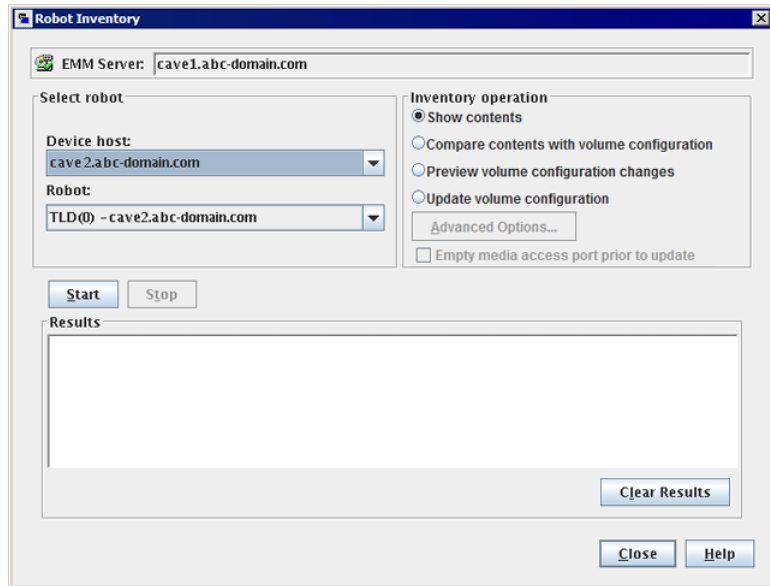 Robot Inventory
EMM Server: cave1.abc-domain.com
Select robot
Device host:
cave2.abc-domain.com
Robot:
TLD(0) - cave2.abc-domain.com
Inventory operation
Show contents
Compare contents with volume configuration
Preview volume configuration changes
Update volume configuration
Advanced Options...
Empty media access port prior to update
Start Stop
Results
Clear Results
Close Help